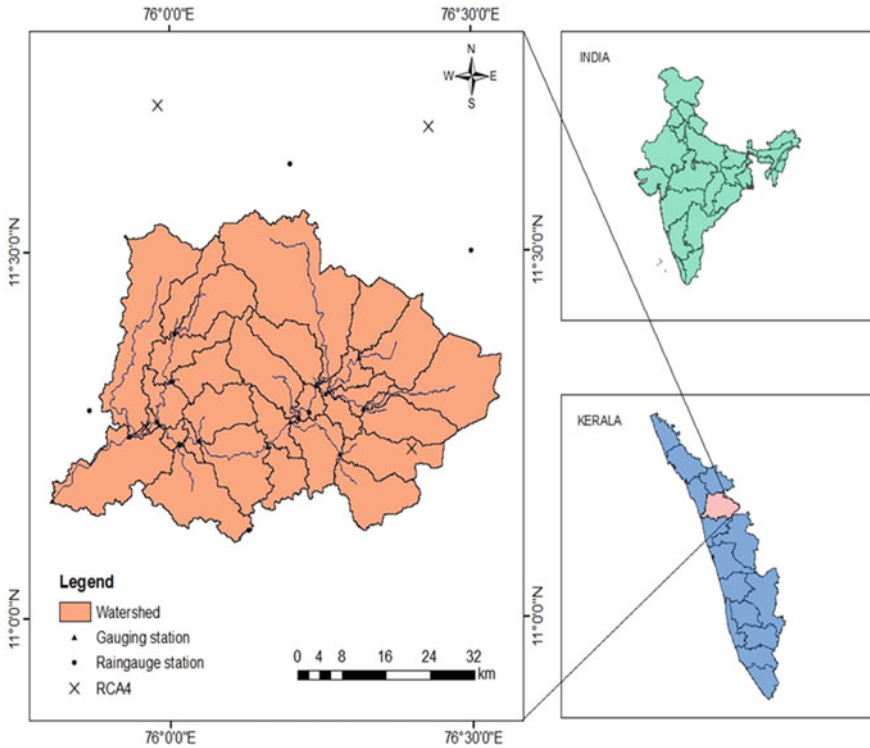 76°0'0"E 76°30'0"E
N
W E
S
11°30'0"N 11°30'0"N
11°0'0"N 11°0'0"N
Legend
Watershed
Gauging station
Raingauge station
RCA4
0 4 8 16 24 32
km
76°0'0"E 76°30'0"E
INDIA
KERALA